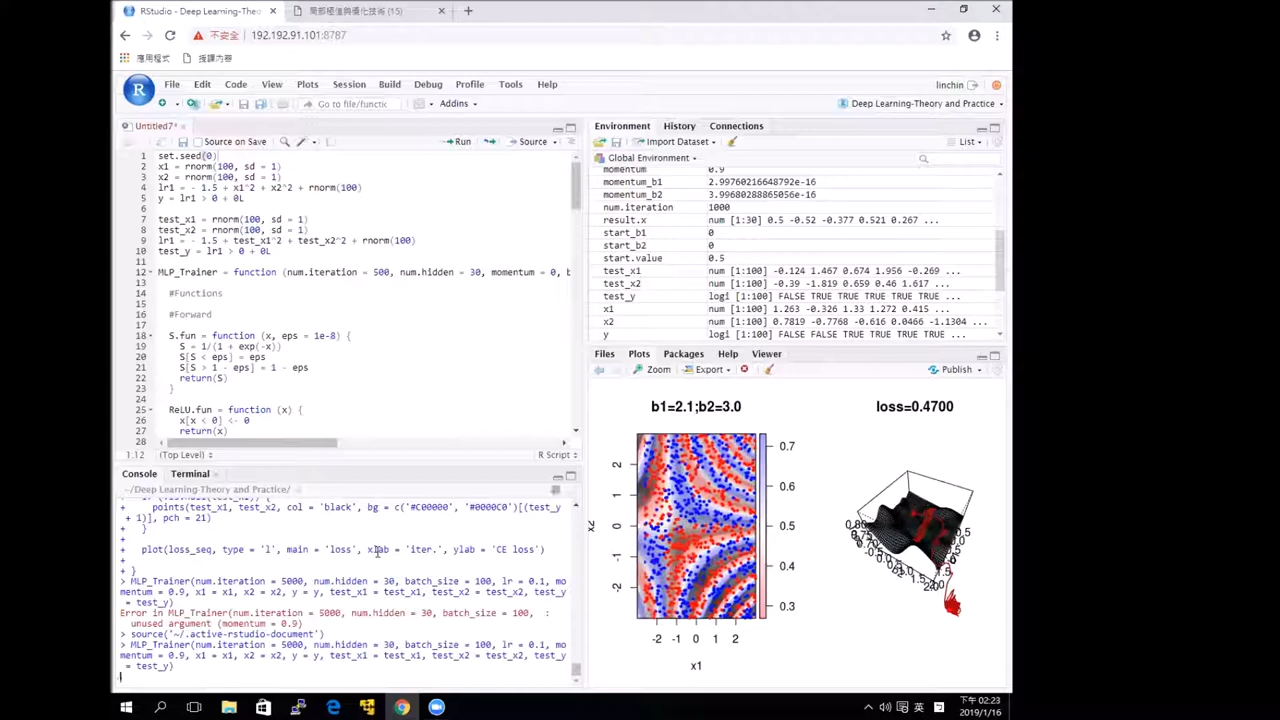 RStudio - Deep Learning-Theo
局部極值與優化技術 (15)
不安全
192.192.91.101:8787
應用程式
授課內容
File Edit Code View Plots Session Build Debug Profile Tools Help
linchin
Go to file/functic
Addins
Deep Learning-Theory and Practice
Untitled7*
Source on Save
Run
Source
1 set.seed(0)
2 x1 = rnorm(100, sd = 1)
3 x2 = rnorm(100, sd = 1)
4 lr1 = - 1.5 + x1^2 + x2^2 + rnorm(100)
5 y = lr1 > 0 + 0L
6
7 test_x1 = rnorm(100, sd = 1)
8 test_x2 = rnorm(100, sd = 1)
9 lr1 = - 1.5 + test_x1^2 + test_x2^2 + rnorm(100)
10 test_y = lr1 > 0 + 0L
11
12 MLP_Trainer = function (num.iteration = 500, num.hidden = 30, momentum = 0, b
13
14 #Functions
15
16 #Forward
17
18 S.fun = function (x, eps = 1e-8) {
19 S = 1/(1 + exp(-x))
20 S[S < eps] = eps
21 S[S > 1 - eps] = 1 - eps
22 return(S)
23 }
24
25 ReLU.fun = function (x) {
26 x[x < 0] <- 0
27 return(x)
28
1:12
(Top Level)
R Script
Console Terminal
~/Deep Learning-Theory and Practice/
+ points(test_x1, test_x2, col = 'black', bg = c('#C00000', '#0000C0')[(test_y
+ 1)], pch = 21)
+ }
+
+ plot(loss_seq, type = 'l', main = 'loss', xlab = 'iter.', ylab = 'CE loss')
+
+ }
> MLP_Trainer(num.iteration = 5000, num.hidden = 30, batch_size = 100, lr = 0.1, mo
mentum = 0.9, x1 = x1, x2 = x2, y = y, test_x1 = test_x1, test_x2 = test_x2, test_y
= test_y)
Error in MLP_Trainer(num.iteration = 5000, num.hidden = 30, batch_size = 100, :
unused argument (momentum = 0.9)
> source('~/.active-rstudio-document')
> MLP_Trainer(num.iteration = 5000, num.hidden = 30, batch_size = 100, lr = 0.1, mo
mentum = 0.9, x1 = x1, x2 = x2, y = y, test_x1 = test_x1, test_x2 = test_x2, test_y
= test_y)
Environment History Connections
Import Dataset
List
Global Environment
momentum 0.9
momentum_b1 2.99760216648792e-16
momentum_b2 3.99680288865056e-16
num.iteration 1000
result.x num [1:30] 0.5 -0.52 -0.377 0.521 0.267 ...
start_b1 0
start_b2 0
start.value 0.5
test_x1 num [1:100] -0.124 1.467 0.674 1.956 -0.269 ...
test_x2 num [1:100] -0.39 -1.819 0.659 0.46 1.617 ...
test_y logi [1:100] FALSE TRUE TRUE TRUE TRUE TRUE ...
x1 num [1:100] 1.263 -0.326 1.33 1.272 0.415 ...
x2 num [1:100] 0.7819 -0.7768 -0.616 0.0466 -1.1304 ...
y logi [1:100] FALSE FALSE TRUE TRUE FALSE TRUE ...
Files Plots Packages Help Viewer
Zoom
Export
Publish
b1=2.1;b2=3.0
loss=0.4700
2
1
0
-1
-2
x2
-2 -1 0 1 2
x1
0.7
0.6
0.5
0.4
0.3
英
下午 02:23
2019/1/16